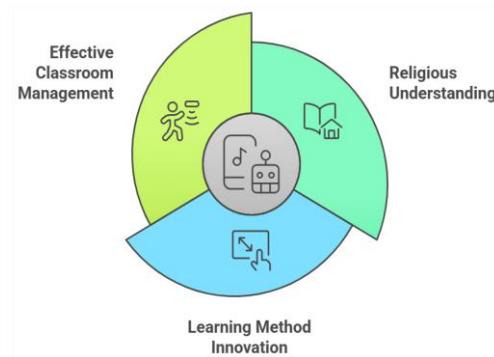 Effective
Classroom
Management
Religious
Understanding
Learning Method
Innovation